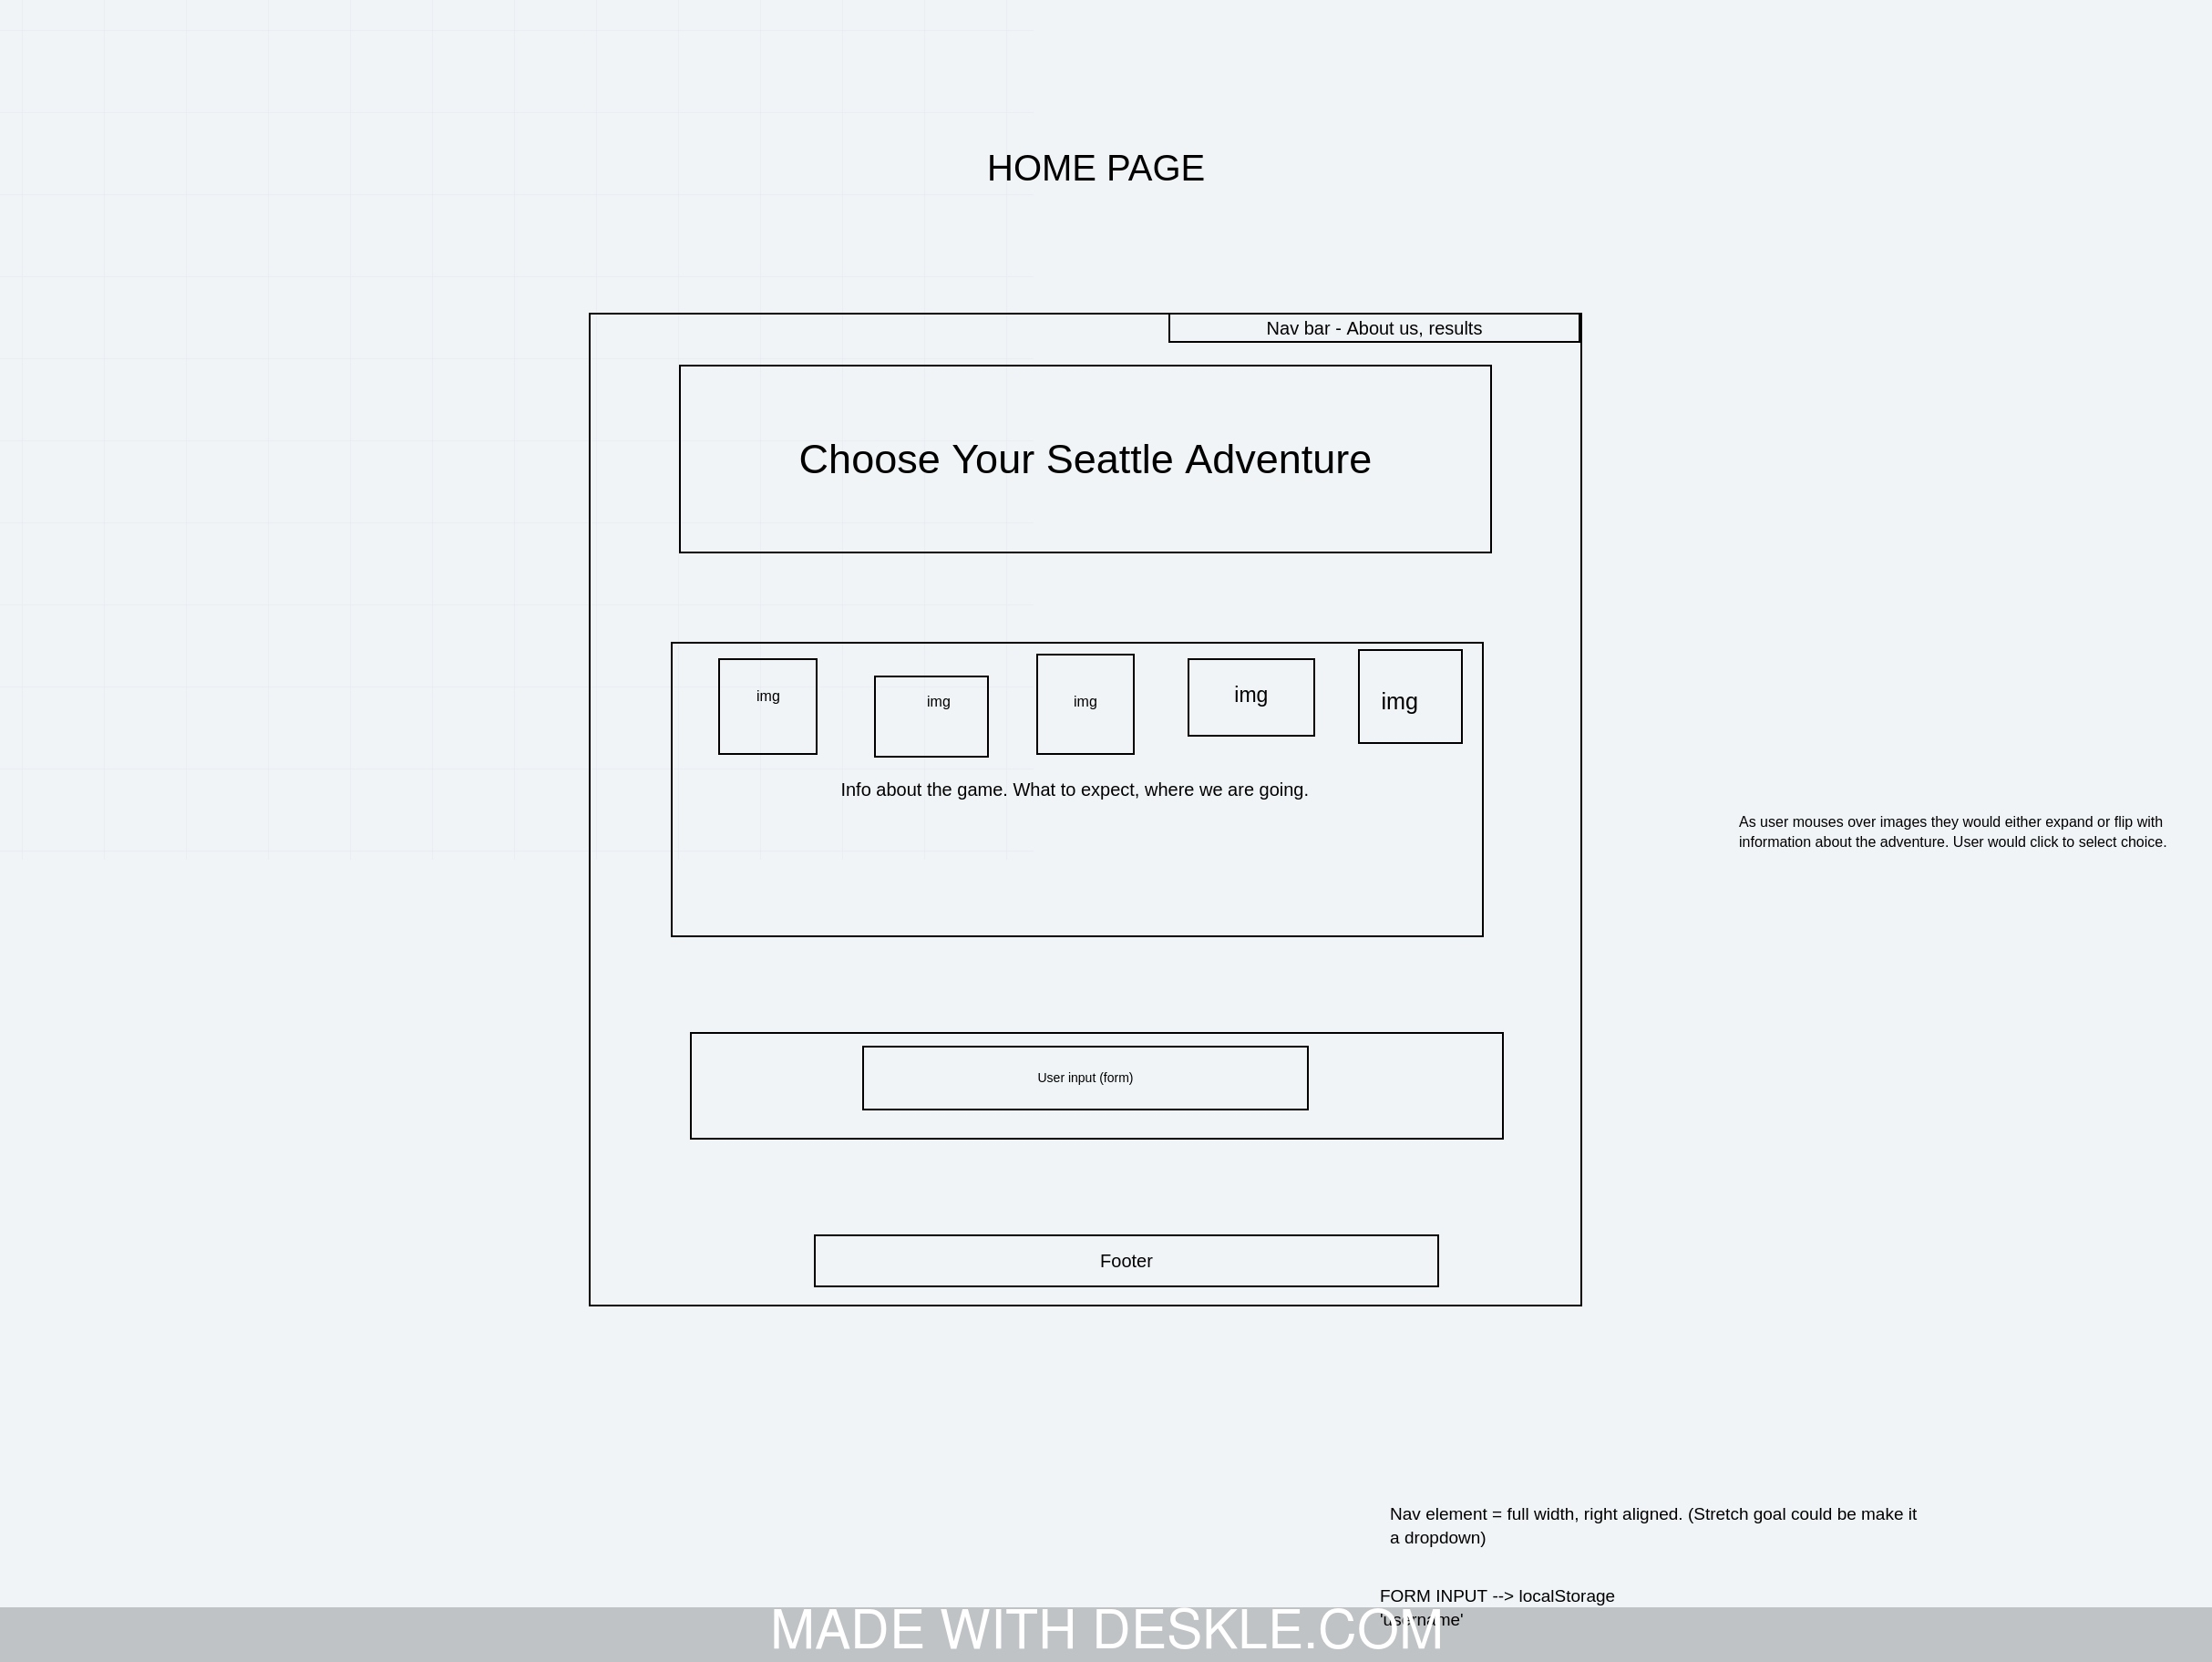 HOME PAGE
Nav bar - About us, results
Choose Your Seattle Adventure
img
img
img
img
img
Info about the game. What to expect, where we are going.
As user mouses over images they would either expand or flip with
information about the adventure. User would click to select choice.
User input (form)
Footer
Nav element = full width, right aligned. (Stretch goal could be make it
a dropdown)
FORM INPUT --> localStorage
'username'
MADE WITH DESKLE.COM